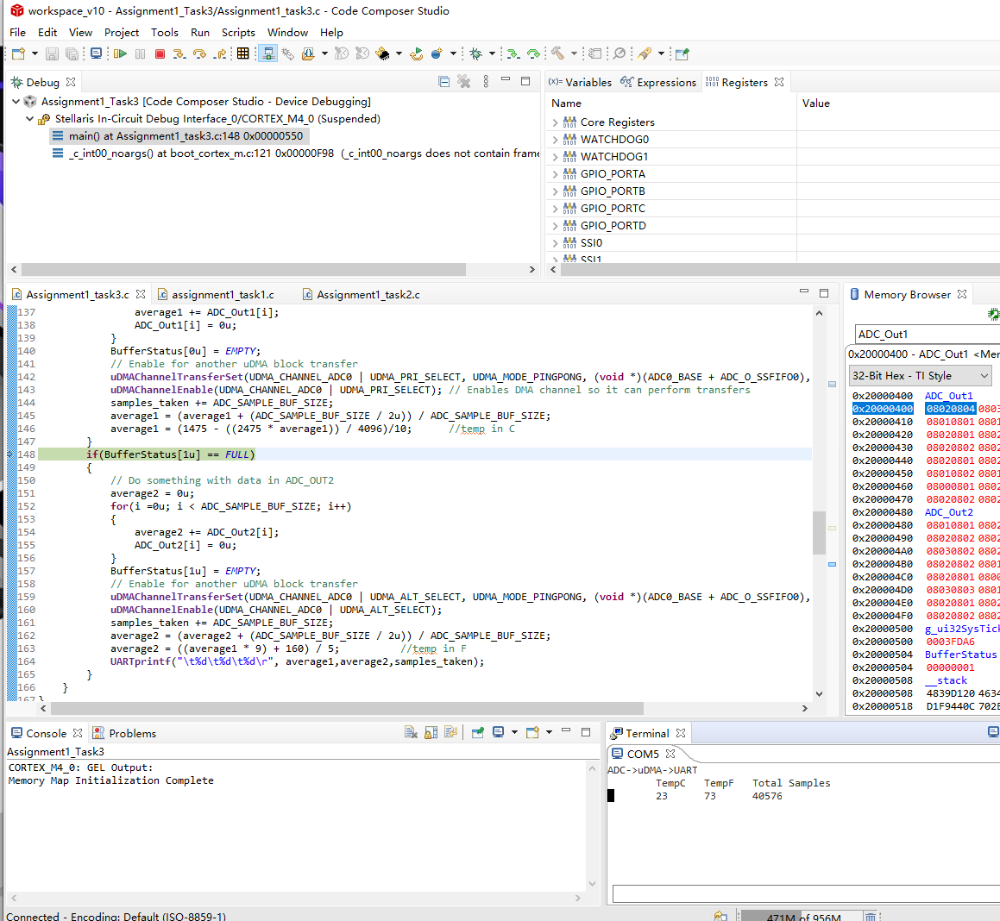 workspace_v10 - Assignment1_Task3/Assignment1_task3.c - Code Composer Studio
File Edit View Project Tools Run Scripts Window Help
Debug
Assignment1_Task3 [Code Composer Studio - Device Debugging]
Stellaris In-Circuit Debug Interface_0/CORTEX_M4_0 (Suspended)
main() at Assignment1_task3.c:148 0x00000550
_c_int00_noargs() at boot_cortex_m.c:121 0x00000F98 (_c_int00_noargs does not contain frame
(x)= Variables Expressions Registers
Name Value
Core Registers
WATCHDOG0
WATCHDOG1
GPIO_PORTA
GPIO_PORTB
GPIO_PORTC
GPIO_PORTD
SSI0
SSI1
Assignment1_task3.c assignment1_task1.c Assignment1_task2.c
137 average1 += ADC_Out1[i];
138 ADC_Out1[i] = 0u;
139 }
140 BufferStatus[0u] = EMPTY;
141 // Enable for another uDMA block transfer
142 uDMAChannelTransferSet(UDMA_CHANNEL_ADC0 | UDMA_PRI_SELECT, UDMA_MODE_PINGPONG, (void *)(ADC0_BASE + ADC_O_SSFIFO0),
143 uDMAChannelEnable(UDMA_CHANNEL_ADC0 | UDMA_PRI_SELECT); // Enables DMA channel so it can perform transfers
144 samples_taken += ADC_SAMPLE_BUF_SIZE;
145 average1 = (average1 + (ADC_SAMPLE_BUF_SIZE / 2u)) / ADC_SAMPLE_BUF_SIZE;
146 average1 = (1475 - ((2475 * average1)) / 4096)/10; //temp in C
147 }
148 if(BufferStatus[1u] == FULL)
149 {
150 // Do something with data in ADC_OUT2
151 average2 = 0u;
152 for(i =0u; i < ADC_SAMPLE_BUF_SIZE; i++)
153 {
154 average2 += ADC_Out2[i];
155 ADC_Out2[i] = 0u;
156 }
157 BufferStatus[1u] = EMPTY;
158 // Enable for another uDMA block transfer
159 uDMAChannelTransferSet(UDMA_CHANNEL_ADC0 | UDMA_ALT_SELECT, UDMA_MODE_PINGPONG, (void *)(ADC0_BASE + ADC_O_SSFIFO0),
160 uDMAChannelEnable(UDMA_CHANNEL_ADC0 | UDMA_ALT_SELECT);
161 samples_taken += ADC_SAMPLE_BUF_SIZE;
162 average2 = (average2 + (ADC_SAMPLE_BUF_SIZE / 2u)) / ADC_SAMPLE_BUF_SIZE;
163 average2 = ((average1 * 9) + 160) / 5; //temp in F
164 UARTprintf("\t%d\t%d\t%d\r", average1,average2,samples_taken);
165 }
166 }
167 }
Memory Browser
ADC_Out1
0x20000400 - ADC_Out1 <Mer
32-Bit Hex - TI Style
0x20000400 ADC_Out1
0x20000400 08020804 0803
0x20000410 08010801 0801
0x20000420 08020801 0802
0x20000430 08020802 0802
0x20000440 08020801 0802
0x20000450 08010802 0801
0x20000460 08000801 0802
0x20000470 08020802 0802
0x20000480 ADC_Out2
0x20000480 08010801 0802
0x20000490 08020802 0802
0x200004A0 08030802 0802
0x200004B0 08020802 0801
0x200004C0 08020801 0800
0x200004D0 08030803 0801
0x200004E0 08020801 0802
0x200004F0 08020802 0802
0x20000500 g_ui32SysTick
0x20000500 0003FDA6
0x20000504 BufferStatus
0x20000504 00000001
0x20000508 __stack
0x20000508 4839D120 4634
0x20000518 D1F9440C 702E
Console Problems
Assignment1_Task3
CORTEX_M4_0: GEL Output:
Memory Map Initialization Complete
Terminal
COM5
ADC->uDMA->UART
TempC TempF Total Samples
23 73 40576
Connected - Encoding: Default (ISO-8859-1)
471M of 956M